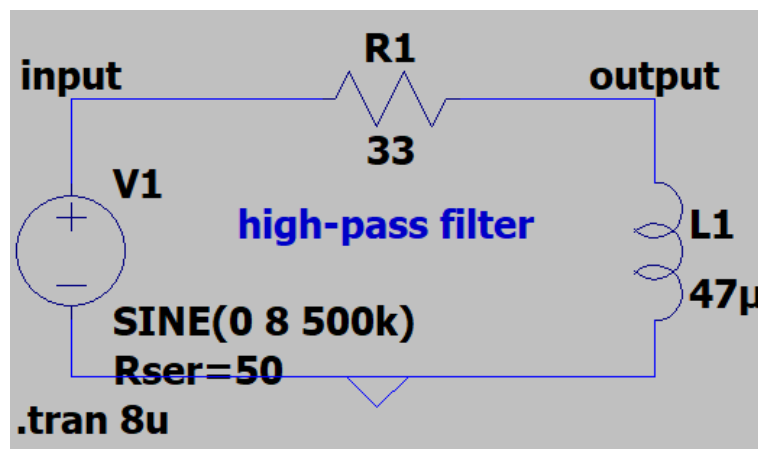 R1
input
output
33
V1
high-pass filter
L1
47µ
SINE(0 8 500k)
Rser=50
.tran 8u